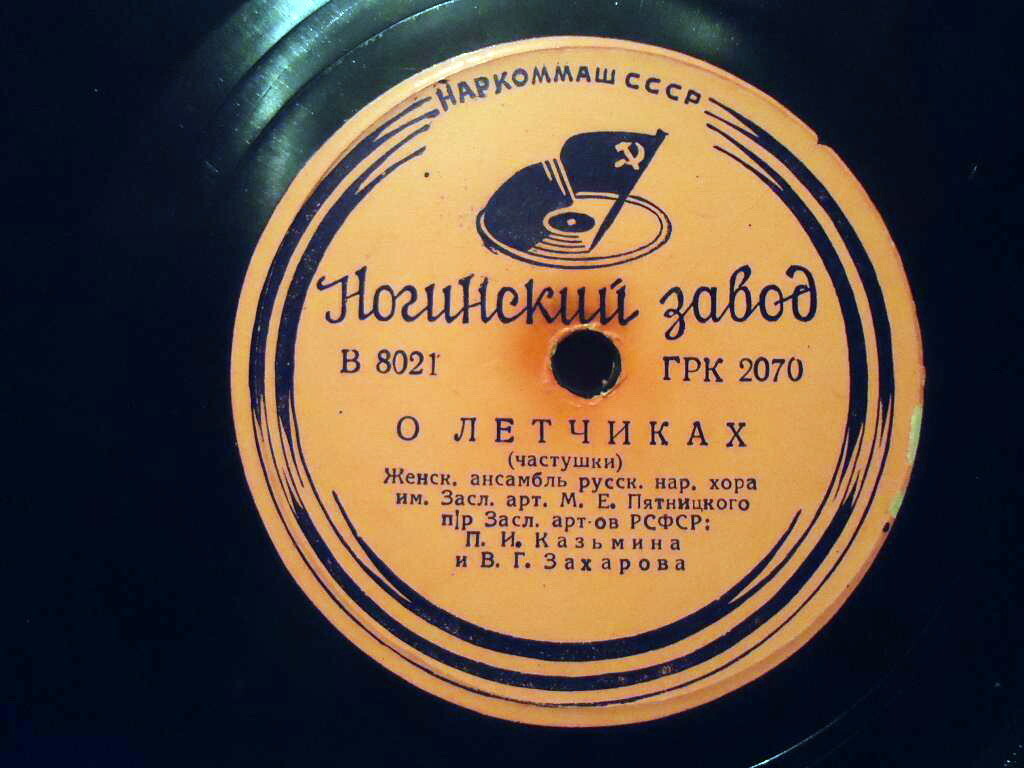 НАРКОММАШ СССР
Ногинский завод
В 8021 ГРК 2070
О ЛЕТЧИКАХ
(частушки)
Женск. ансамбль русск. нар. хора
им. Засл. арт. М. Е. Пятницкого
п|р Засл. арт-ов РСФСР:
П. И. Казьмина
и В. Г. Захарова